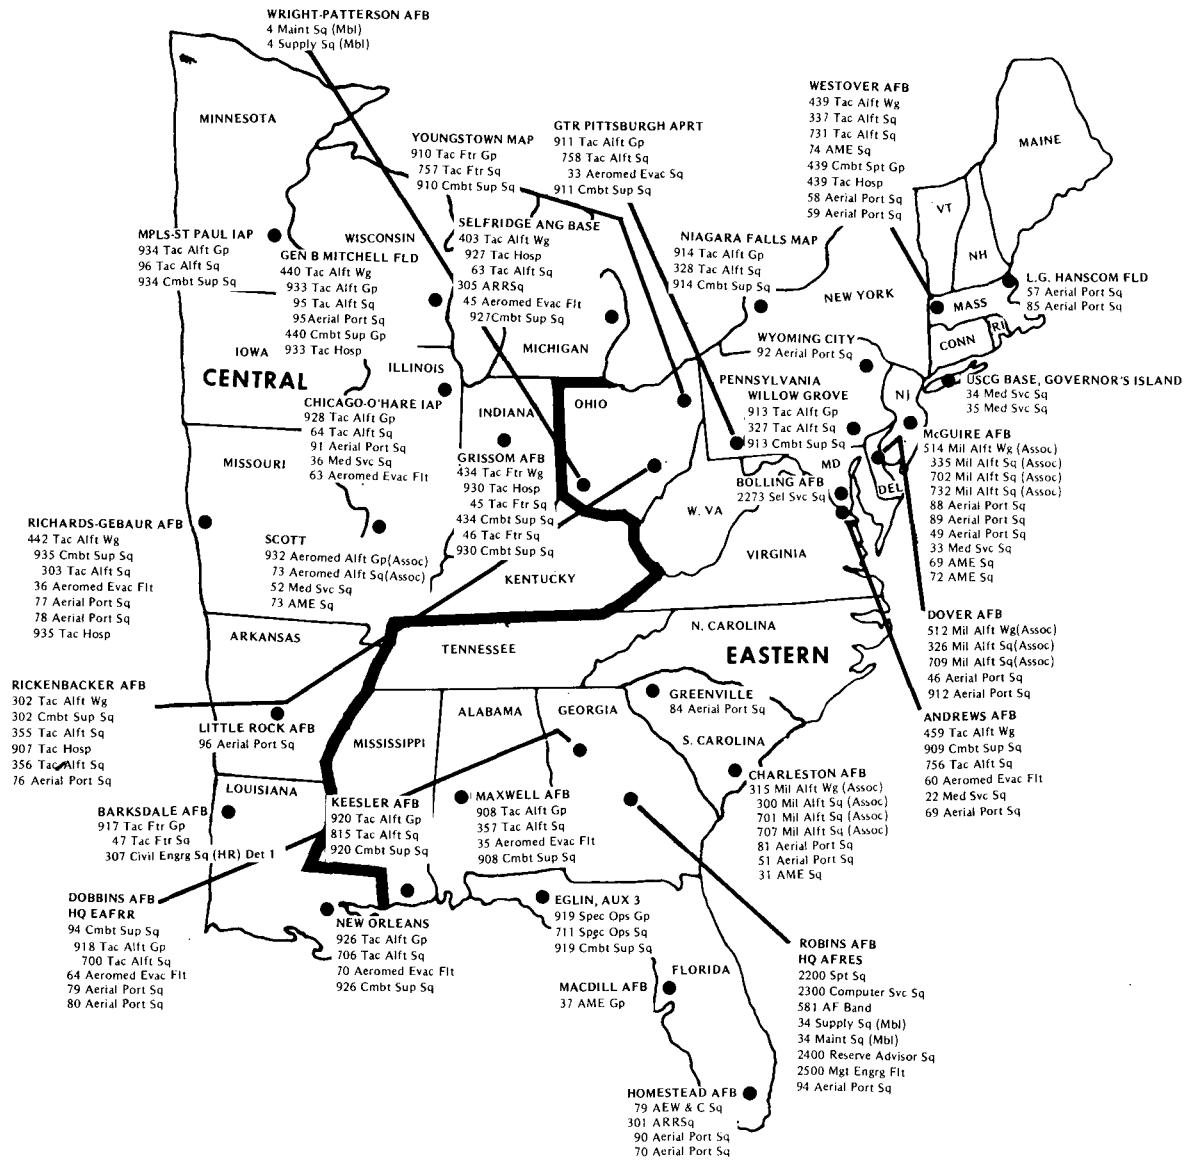 WRIGHT-PATTERSON AFB
4 Maint Sq (Mbl)
4 Supply Sq (Mbl)
MINNESOTA
YOUNGSTOWN MAP
910 Tac Ftr Gp
757 Tac Ftr Sq
910 Cmbt Sup Sq
GTR PITTSBURGH APRT
911 Tac Alft Gp
758 Tac Alft Sq
33 Aeromed Evac Sq
911 Cmbt Sup Sq
WESTOVER AFB
439 Tac Alft Wg
337 Tac Alft Sq
731 Tac Alft Sq
74 AME Sq
439 Cmbt Spt Gp
439 Tac Hosp
58 Aerial Port Sq
59 Aerial Port Sq
MAINE
VT
NH
MPLS-ST PAUL IAP
934 Tac Alft Gp
96 Tac Alft Sq
934 Cmbt Sup Sq
WISCONSIN
GEN B MITCHELL FLD
440 Tac Alft Wg
933 Tac Alft Gp
95 Tac Alft Sq
95 Aerial Port Sq
440 Cmbt Sup Gp
933 Tac Hosp
SELFRIDGE ANG BASE
403 Tac Alft Wg
927 Tac Hosp
63 Tac Alft Sq
305 ARRSq
45 Aeromed Evac Flt
927 Cmbt Sup Sq
MICHIGAN
NIAGARA FALLS MAP
914 Tac Alft Gp
328 Tac Alft Sq
914 Cmbt Sup Sq
NEW YORK
L.G. HANSCOM FLD
57 Aerial Port Sq
85 Aerial Port Sq
MASS
CONN
RI
IOWA
CENTRAL
ILLINOIS
WYOMING CITY
92 Aerial Port Sq
PENNSYLVANIA
WILLOW GROVE
913 Tac Alft Gp
327 Tac Alft Sq
913 Cmbt Sup Sq
NJ
USCG BASE, GOVERNOR'S ISLAND
34 Med Svc Sq
35 Med Svc Sq
CHICAGO-O'HARE IAP
928 Tac Alft Gp
64 Tac Alft Sq
91 Aerial Port Sq
36 Med Svc Sq
63 Aeromed Evac Flt
INDIANA
OHIO
GRISSOM AFB
434 Tac Ftr Wg
930 Tac Hosp
45 Tac Ftr Sq
434 Cmbt Sup Sq
46 Tac Ftr Sq
930 Cmbt Sup Sq
McGUIRE AFB
514 Mil Alft Wg (Assoc)
335 Mil Alft Sq (Assoc)
702 Mil Alft Sq (Assoc)
732 Mil Alft Sq (Assoc)
88 Aerial Port Sq
89 Aerial Port Sq
49 Aerial Port Sq
33 Med Svc Sq
69 AME Sq
72 AME Sq
MISSOURI
MD
DEL
BOLLING AFB
2273 Sel Svc Sq
W. VA
VIRGINIA
RICHARDS-GEBAUR AFB
442 Tac Alft Wg
935 Cmbt Sup Sq
303 Tac Alft Sq
36 Aeromed Evac Flt
77 Aerial Port Sq
78 Aerial Port Sq
935 Tac Hosp
SCOTT
932 Aeromed Alft Gp(Assoc)
73 Aeromed Alft Sq(Assoc)
52 Med Svc Sq
73 AME Sq
KENTUCKY
ARKANSAS
TENNESSEE
N. CAROLINA
EASTERN
DOVER AFB
512 Mil Alft Wg(Assoc)
326 Mil Alft Sq(Assoc)
709 Mil Alft Sq(Assoc)
46 Aerial Port Sq
912 Aerial Port Sq
RICKENBACKER AFB
302 Tac Alft Wg
302 Cmbt Sup Sq
355 Tac Alft Sq
907 Tac Hosp
356 Tac Alft Sq
76 Aerial Port Sq
LITTLE ROCK AFB
96 Aerial Port Sq
ALABAMA
GEORGIA
GREENVILLE
84 Aerial Port Sq
S. CAROLINA
MISSISSIPPI
ANDREWS AFB
459 Tac Alft Wg
909 Cmbt Sup Sq
756 Tac Alft Sq
60 Aeromed Evac Flt
22 Med Svc Sq
69 Aerial Port Sq
LOUISIANA
BARKSDALE AFB
917 Tac Ftr Gp
47 Tac Ftr Sq
307 Civil Engrg Sq (HR) Det 1
KEESLER AFB
920 Tac Alft Gp
815 Tac Alft Sq
920 Cmbt Sup Sq
MAXWELL AFB
908 Tac Alft Gp
357 Tac Alft Sq
35 Aeromed Evac Flt
908 Cmbt Sup Sq
CHARLESTON AFB
315 Mil Alft Wg (Assoc)
300 Mil Alft Sq (Assoc)
701 Mil Alft Sq (Assoc)
707 Mil Alft Sq (Assoc)
81 Aerial Port Sq
51 Aerial Port Sq
31 AME Sq
DOBBINS AFB
HQ EAFRR
94 Cmbt Sup Sq
918 Tac Alft Gp
700 Tac Alft Sq
64 Aeromed Evac Flt
79 Aerial Port Sq
80 Aerial Port Sq
NEW ORLEANS
926 Tac Alft Gp
706 Tac Alft Sq
70 Aeromed Evac Flt
926 Cmbt Sup Sq
EGLIN, AUX 3
919 Spec Ops Gp
711 Spec Ops Sq
919 Cmbt Sup Sq
FLORIDA
MACDILL AFB
37 AME Gp
ROBINS AFB
HQ AFRES
2200 Spt Sq
2300 Computer Svc Sq
581 AF Band
34 Supply Sq (Mbl)
34 Maint Sq (Mbl)
2400 Reserve Advisor Sq
2500 Mgt Engrg Flt
94 Aerial Port Sq
HOMESTEAD AFB
79 AEW & C Sq
301 ARRSq
90 Aerial Port Sq
70 Aerial Port Sq